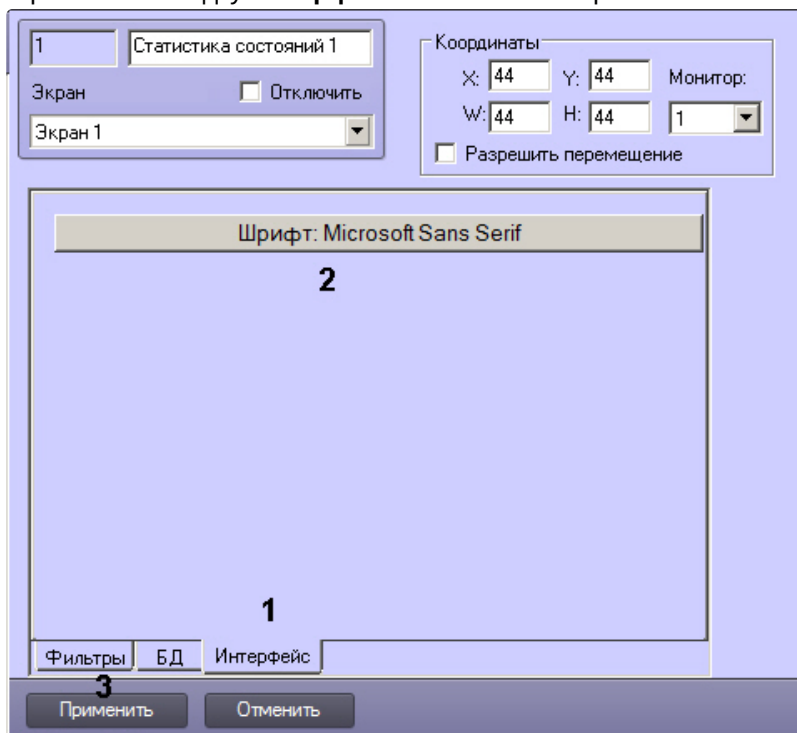 1 Статистика состояний 1
Экран Отключить
Экран 1
Координаты
X: 44 Y: 44 Монитор:
W: 44 H: 44 1
Разрешить перемещение
Шрифт: Microsoft Sans Serif
2
1
Фильтры БД Интерфейс
3
Применить Отменить